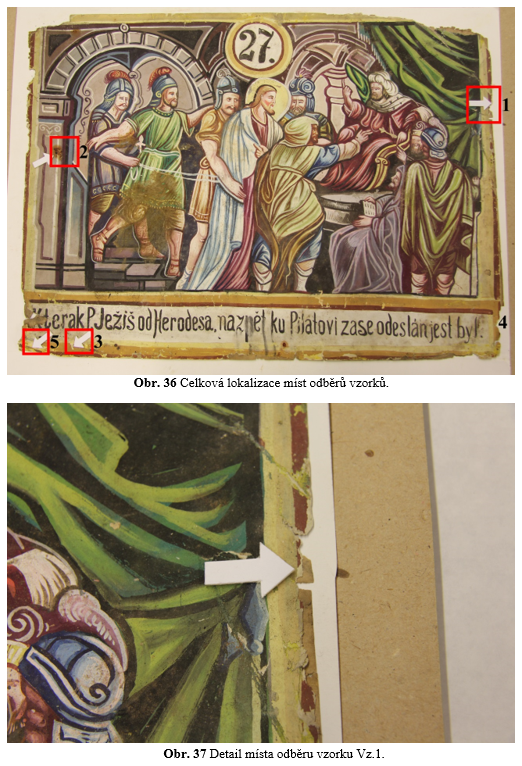 27.
1
2
Kterak P. Ježiš od Herodesa, nazpět ku Pilátovi zase odeslán jest byl.
4
5
3
Obr. 36 Celková lokalizace míst odběrů vzorků.
Obr. 37 Detail místa odběru vzorku Vz.1.